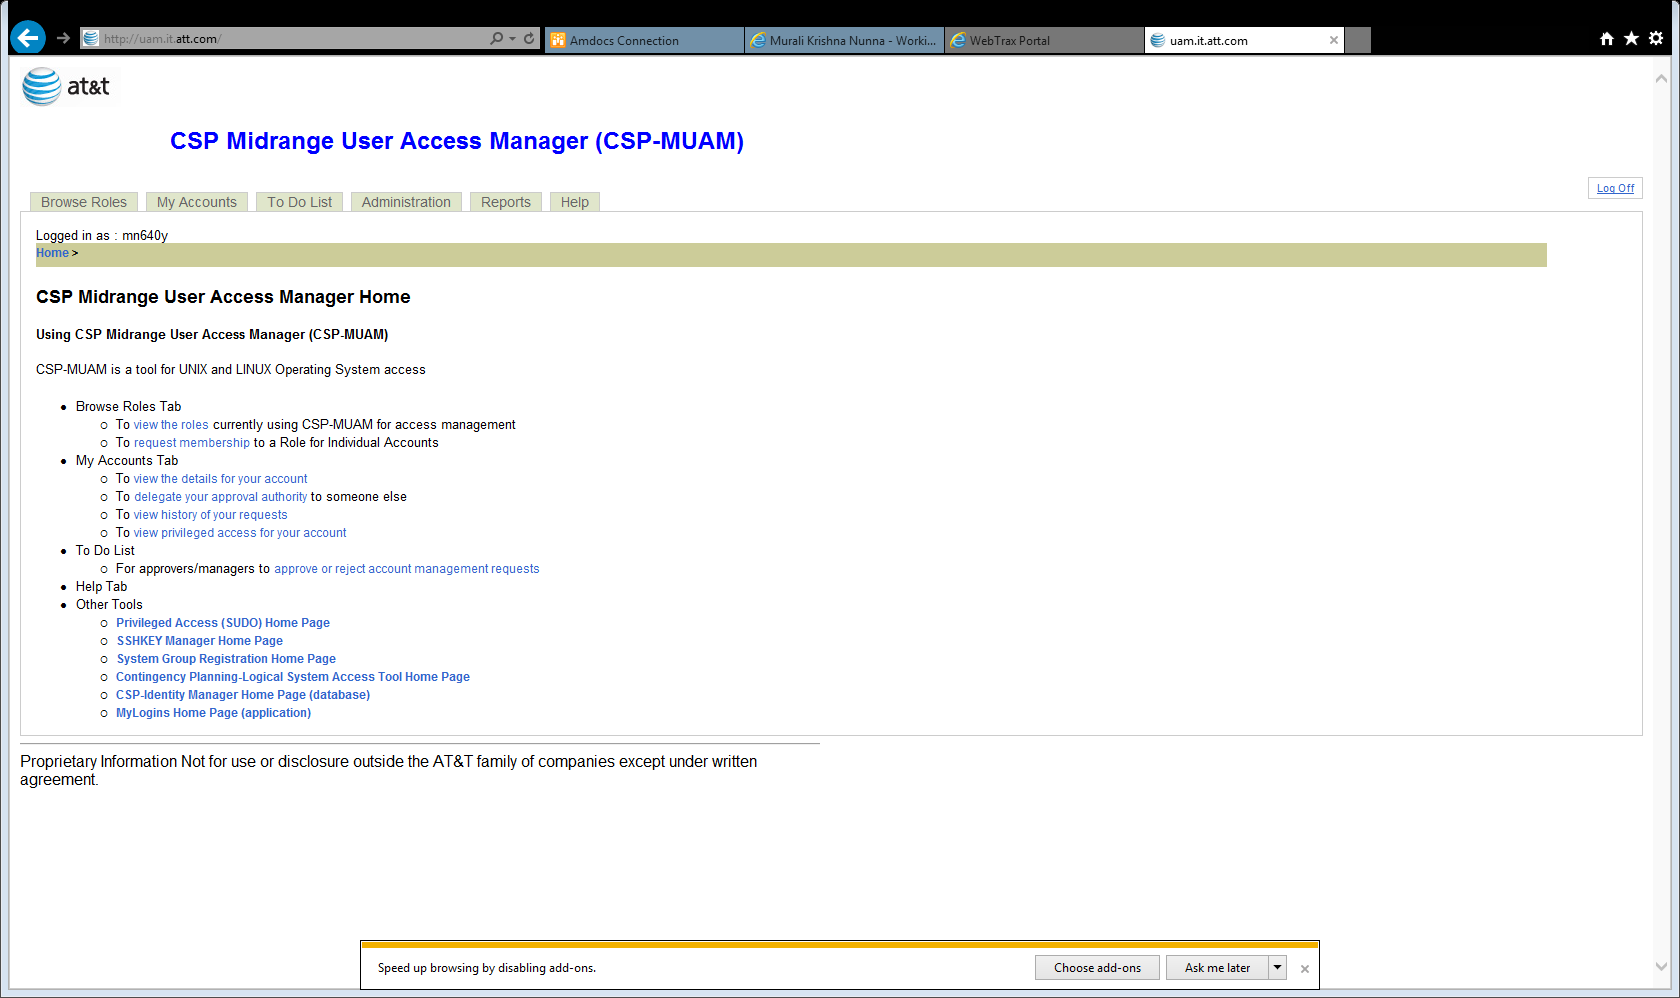 http://uam.it.att.com/
Amdocs Connection
Murali Krishna Nunna - Worki...
WebTrax Portal
uam.it.att.com
at&t
CSP Midrange User Access Manager (CSP-MUAM)
Log Off
Browse Roles
My Accounts
To Do List
Administration
Reports
Help
Logged in as : mn640y
Home >
CSP Midrange User Access Manager Home
Using CSP Midrange User Access Manager (CSP-MUAM)
CSP-MUAM is a tool for UNIX and LINUX Operating System access
Browse Roles Tab
To view the roles currently using CSP-MUAM for access management
To request membership to a Role for Individual Accounts
My Accounts Tab
To view the details for your account
To delegate your approval authority to someone else
To view history of your requests
To view privileged access for your account
To Do List
For approvers/managers to approve or reject account management requests
Help Tab
Other Tools
Privileged Access (SUDO) Home Page
SSHKEY Manager Home Page
System Group Registration Home Page
Contingency Planning-Logical System Access Tool Home Page
CSP-Identity Manager Home Page (database)
MyLogins Home Page (application)
Proprietary Information Not for use or disclosure outside the AT&T family of companies except under written
agreement.
Speed up browsing by disabling add-ons.
Choose add-ons
Ask me later